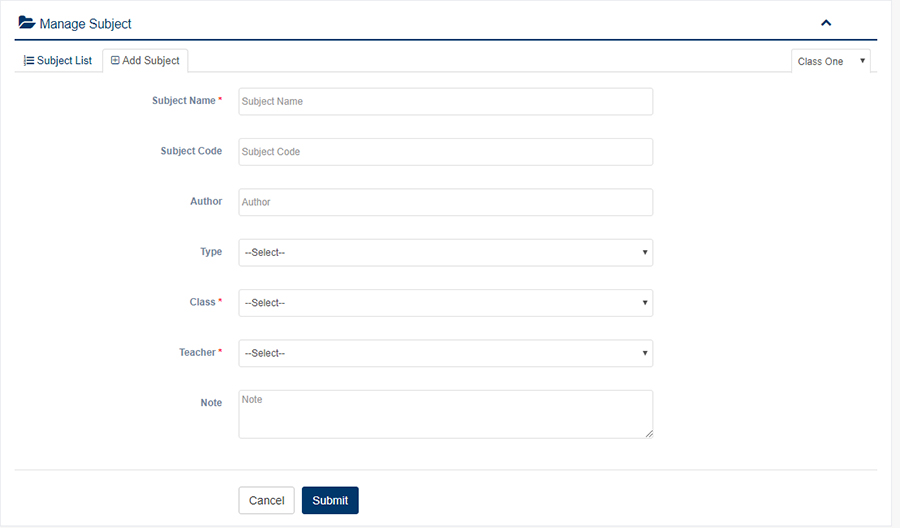 Manage Subject
Subject List Add Subject Class One
Subject Name * Subject Name
Subject Code Subject Code
Author Author
Type --Select--
Class * --Select--
Teacher * --Select--
Note Note
Cancel Submit